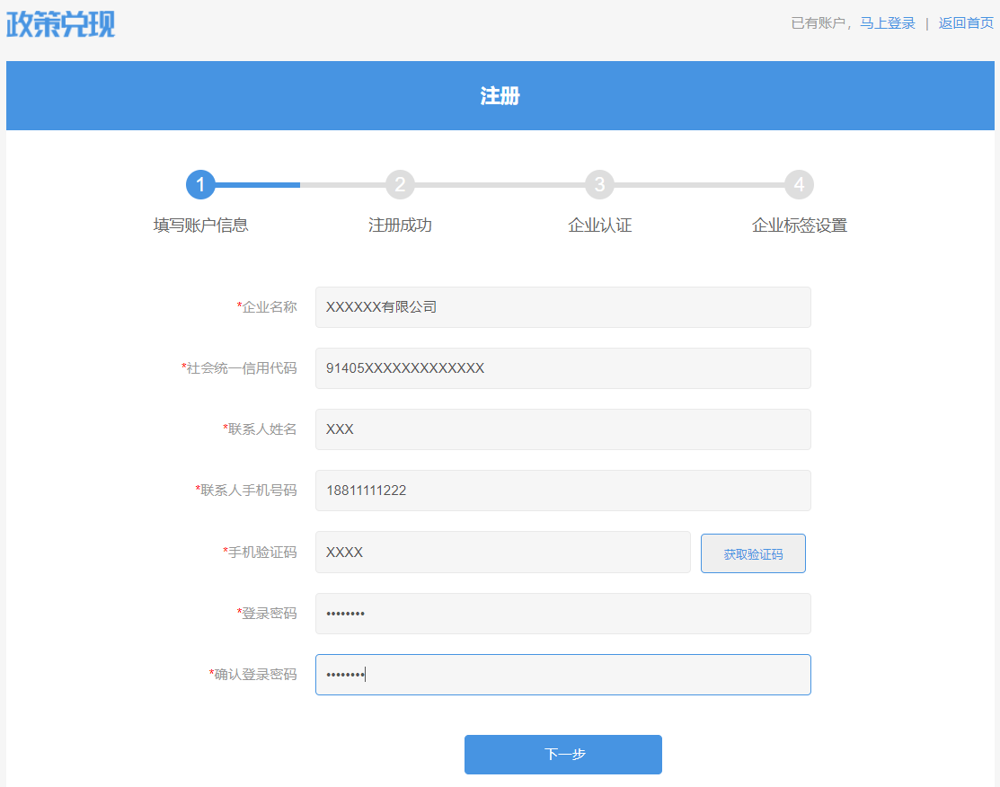 政策兑现
已有账户，马上登录 | 返回首页
注册
1 2 3 4
填写账户信息 注册成功 企业认证 企业标签设置
*企业名称 XXXXXX有限公司
*社会统一信用代码 91405XXXXXXXXXXXXX
*联系人姓名 XXX
*联系人手机号码 18811111222
*手机验证码 XXXX 获取验证码
*登录密码 ••••••••
*确认登录密码 ••••••••
下一步